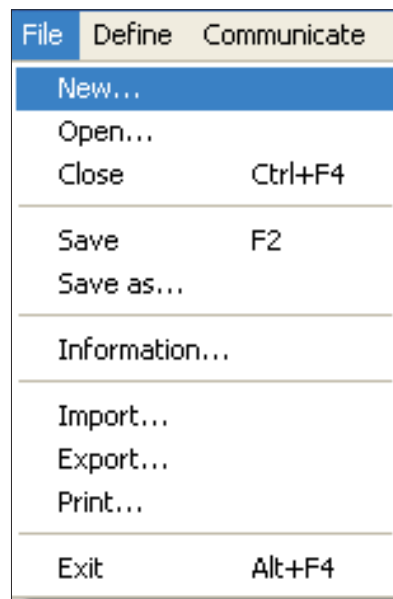 File Define Communicate
New...
Open...
Close Ctrl+F4
Save F2
Save as...
Information...
Import...
Export...
Print...
Exit Alt+F4